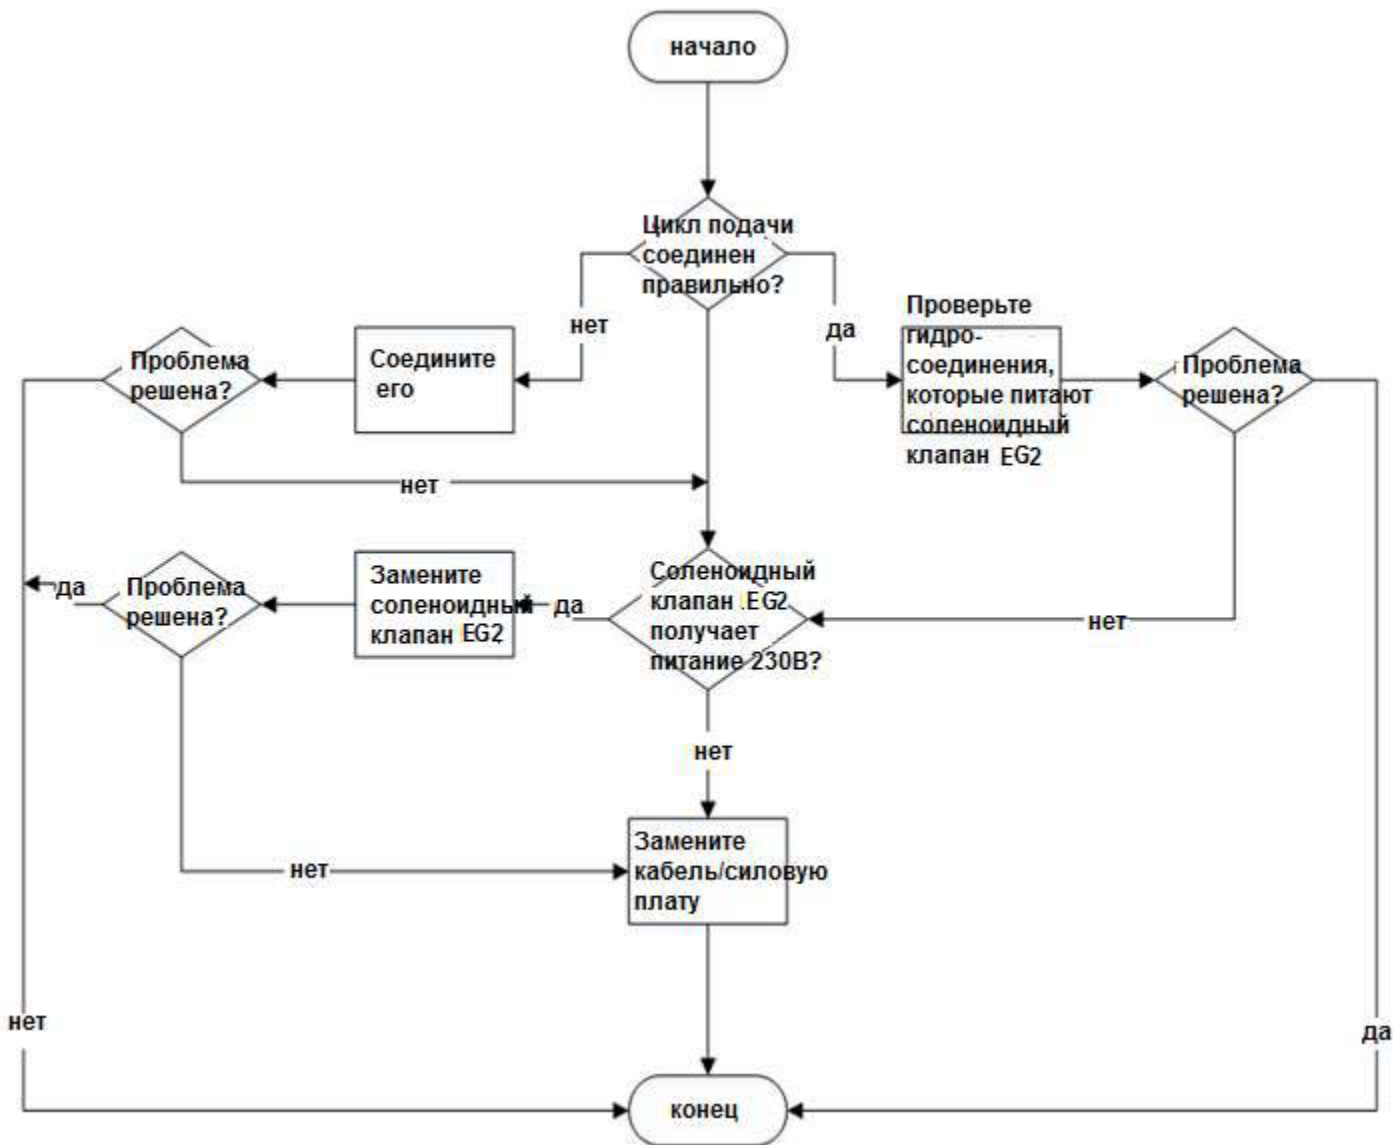 начало
Цикл подачи
соединен
правильно?
нет
да
Проблема
решена?
Соедините
его
Проверьте
гидро-
соединения,
которые питают
соленоидный
клапан EG2
Проблема
решена?
нет
да
Проблема
решена?
Замените
соленоидный
клапан EG2
да
Соленоидный
клапан .EG2
получает
питание 230В?
нет
нет
нет
Замените
кабель/силовую
плату
нет
да
конец